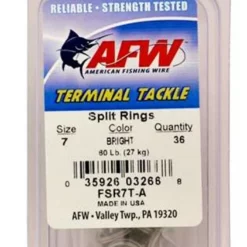 RELIABLE • STRENGTH TESTED
AFW
AMERICAN FISHING WIRE
TERMINAL TACKLE
Split Rings
Size Color Quantity
7 BRIGHT 36
60 Lb. (27 kg)
0 35926 03266 8
FSR7T-A
MADE IN USA
AFW • Valley Twp., PA 19320